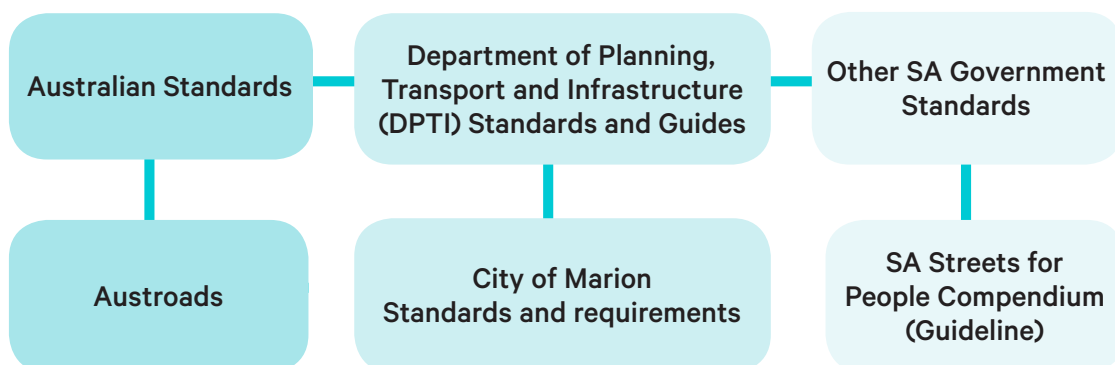 Australian Standards
Department of Planning,
Transport and Infrastructure
(DPTI) Standards and Guides
Other SA Government
Standards
Austroads
City of Marion
Standards and requirements
SA Streets for
People Compendium
(Guideline)